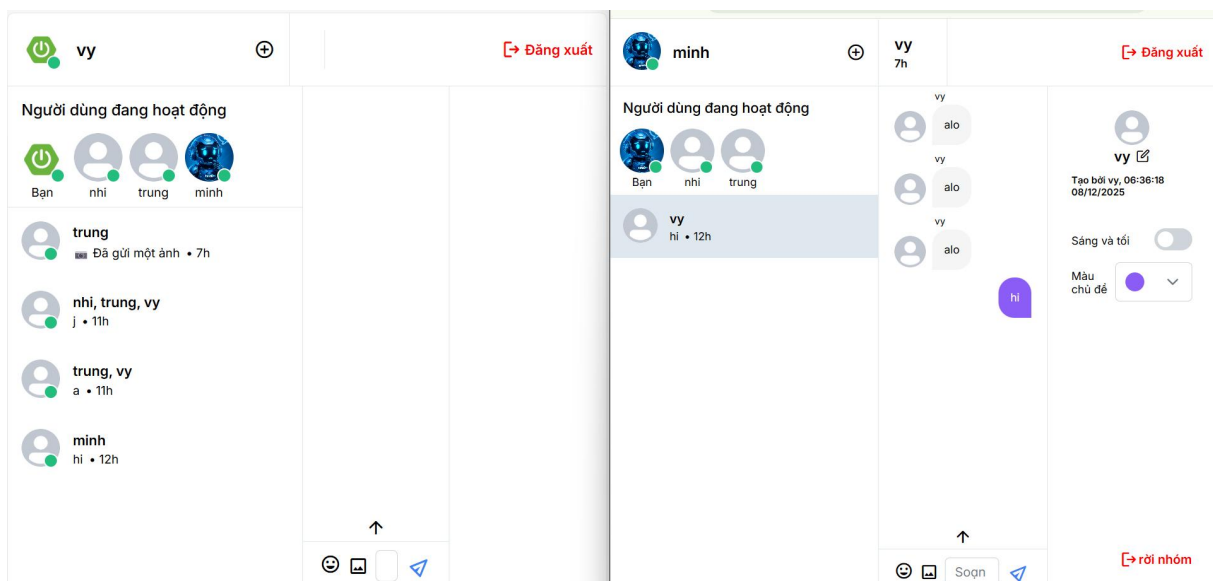 vy
Đăng xuất
Người dùng đang hoạt động
Bạn
nhi
trung
minh
trung
Đã gửi một ảnh • 7h
nhi, trung, vy
j • 11h
trung, vy
a • 11h
minh
hi • 12h
minh
vy
7h
Đăng xuất
Người dùng đang hoạt động
Bạn
nhi
trung
vy
hi • 12h
vy
alo
vy
alo
vy
alo
hi
Soạn
vy
Tạo bởi vy, 06:36:18
08/12/2025
Sáng và tối
Màu
chủ đề
rời nhóm